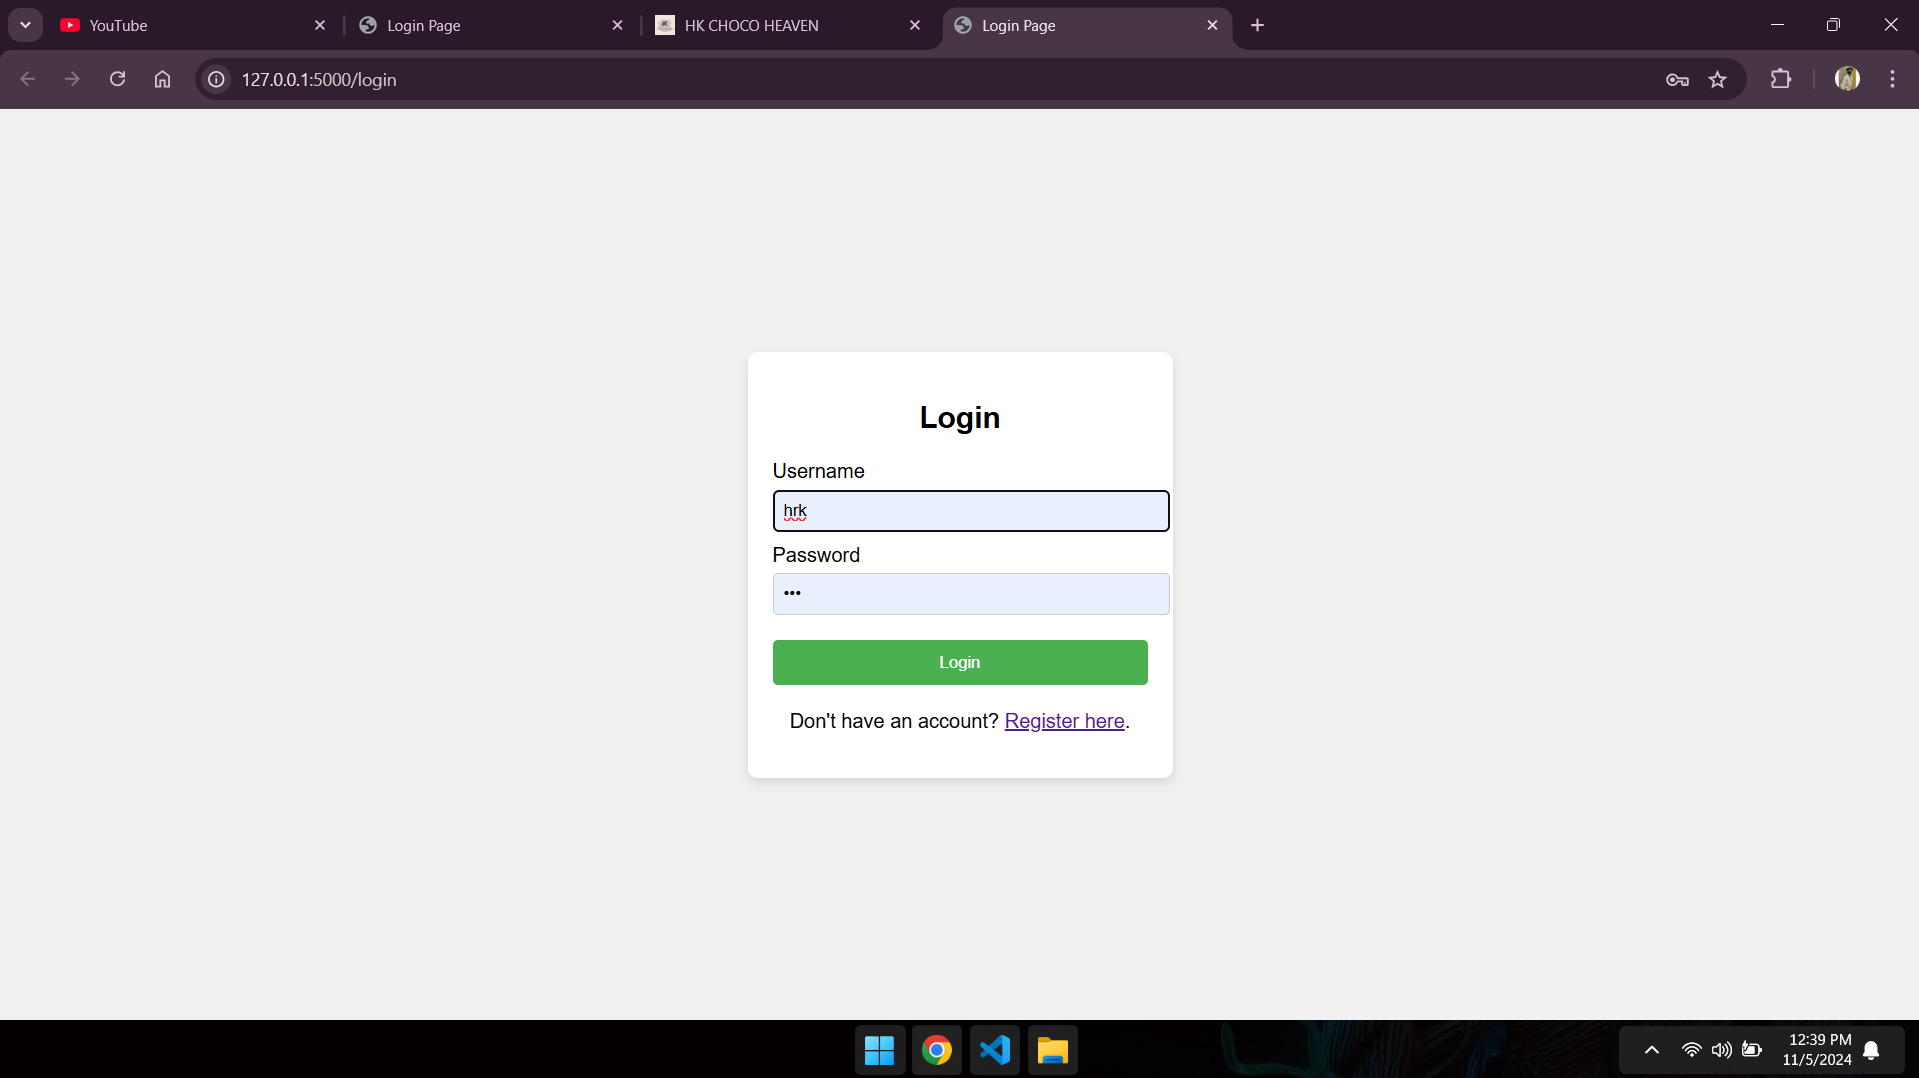 YouTube
Login Page
HK CHOCO HEAVEN
Login Page
127.0.0.1:5000/login
Login
Username
hrk
Password
•••
Login
Don't have an account? Register here.
12:39 PM
11/5/2024